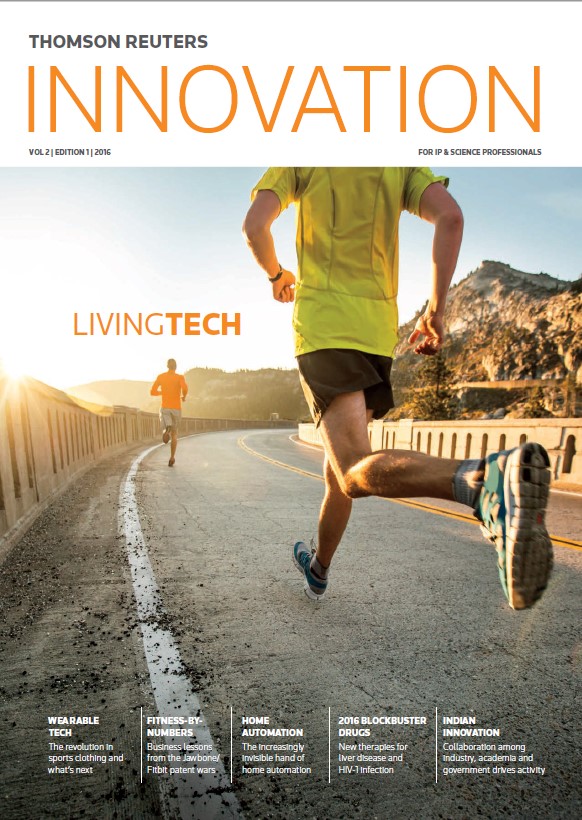 THOMSON REUTERS
INNOVATION
VOL 2 | EDITION 1 | 2016
FOR IP & SCIENCE PROFESSIONALS
LIVINGTECH
WEARABLE
TECH
The revolution in
sports clothing and
what's next
FITNESS-BY-
NUMBERS
Business lessons
from the Jawbone/
Fitbit patent wars
HOME
AUTOMATION
The increasingly
invisible hand of
home automation
2016 BLOCKBUSTER
DRUGS
New therapies for
liver disease and
HIV-1 infection
INDIAN
INNOVATION
Collaboration among
industry, academia and
government drives activity